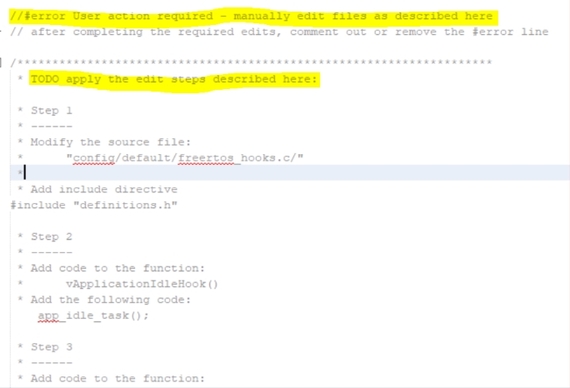 //#error User action required - manually edit files as described here
// after completing the required edits, comment out or remove the #error line
/************************************************************
* TODO apply the edit steps described here:
*
* Step 1
* ------
* Modify the source file:
* "config/default/freertos_hooks.c/"
*
* Add include directive
#include "definitions.h"
* Step 2
* ------
* Add code to the function:
* vApplicationIdleHook()
* Add the following code:
app_idle_task();
* Step 3
* ------
* Add code to the function: